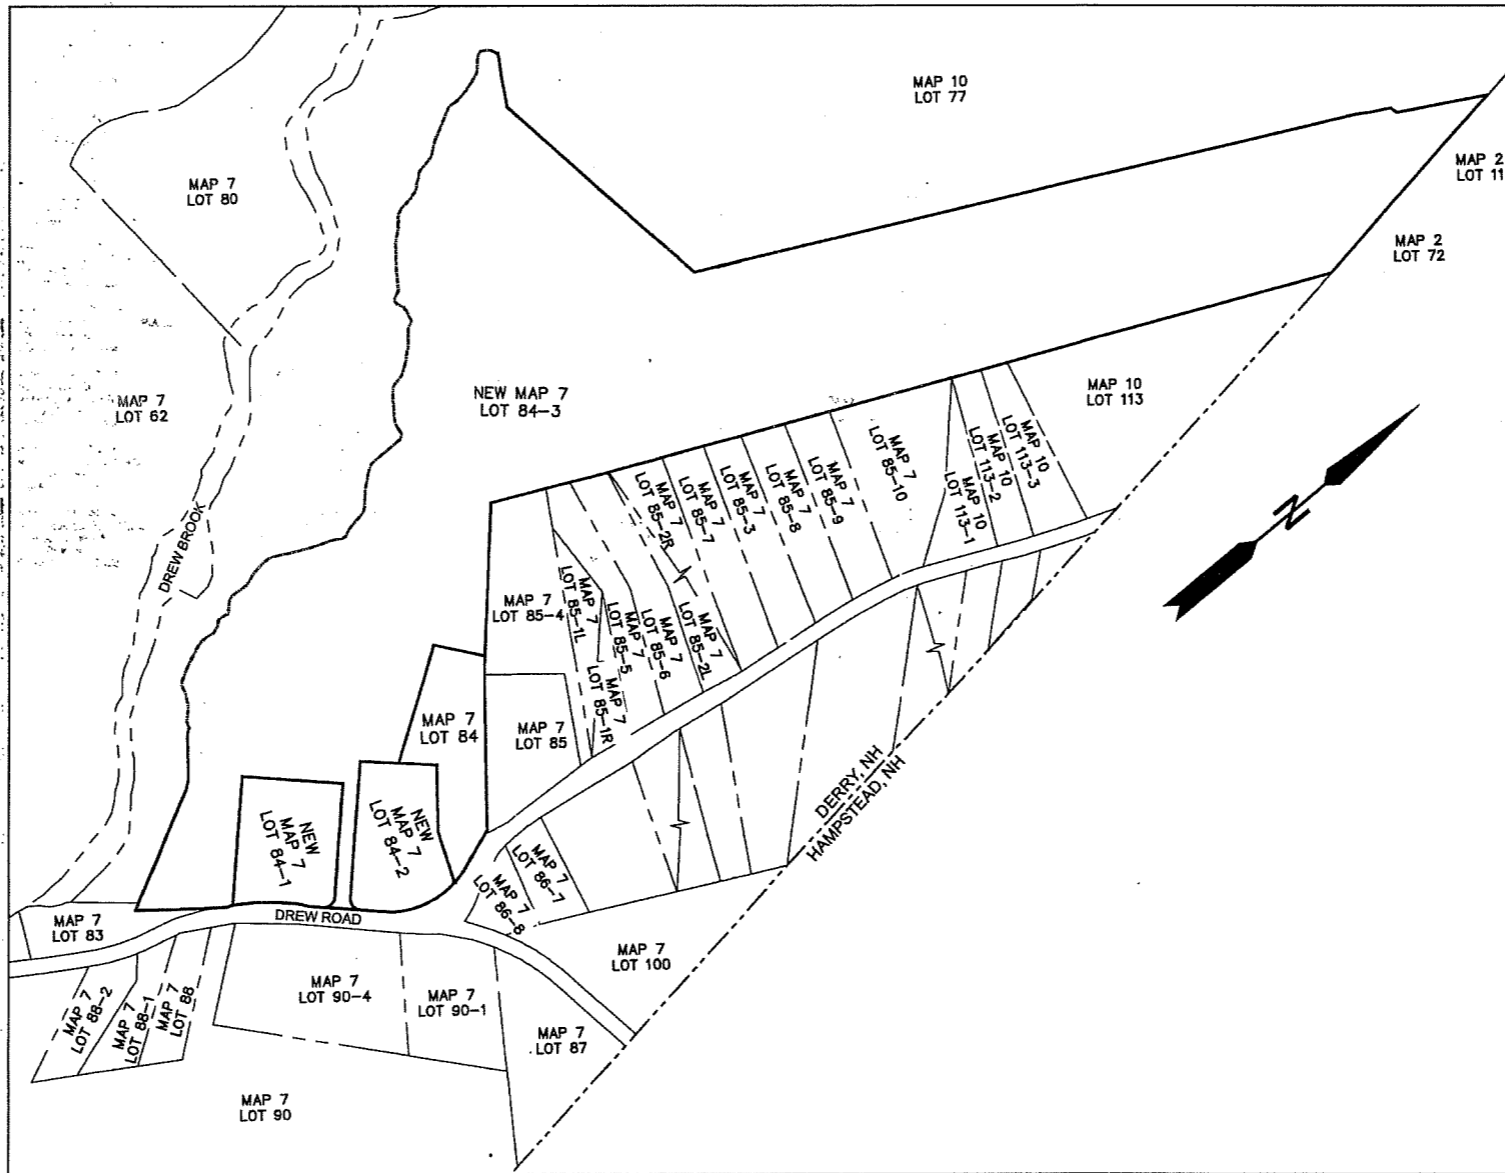 MAP 10
LOT 77
MAP 2
LOT 11
MAP 7
LOT 80
MAP 2
LOT 72
MAP 7
LOT 62
NEW MAP 7
LOT 84-3
MAP 10
LOT 113
MAP 7
LOT 85-2R
MAP 7
LOT 85-7
MAP 7
LOT 85-3
MAP 7
LOT 85-8
MAP 7
LOT 85-9
MAP 7
LOT 85-10
MAP 10
LOT 113-1
MAP 10
LOT 113-2
MAP 10
LOT 113-3
N
DREW BROOK
MAP 7
LOT 85-4
MAP 7
LOT 85-1L
MAP 7
LOT 85-5
MAP 7
LOT 85-6
MAP 7
LOT 85-2L
MAP 7
LOT 85-1R
MAP 7
LOT 84
MAP 7
LOT 85
DERRY, NH
HAMPSTEAD, NH
NEW
MAP 7
LOT 84-1
NEW
MAP 7
LOT 84-2
MAP 7
LOT 86-7
MAP 7
LOT 86-8
DREW ROAD
MAP 7
LOT 83
MAP 7
LOT 100
MAP 7
LOT 88-2
MAP 7
LOT 88-1
MAP 7
LOT 88
MAP 7
LOT 90-4
MAP 7
LOT 90-1
MAP 7
LOT 87
MAP 7
LOT 90